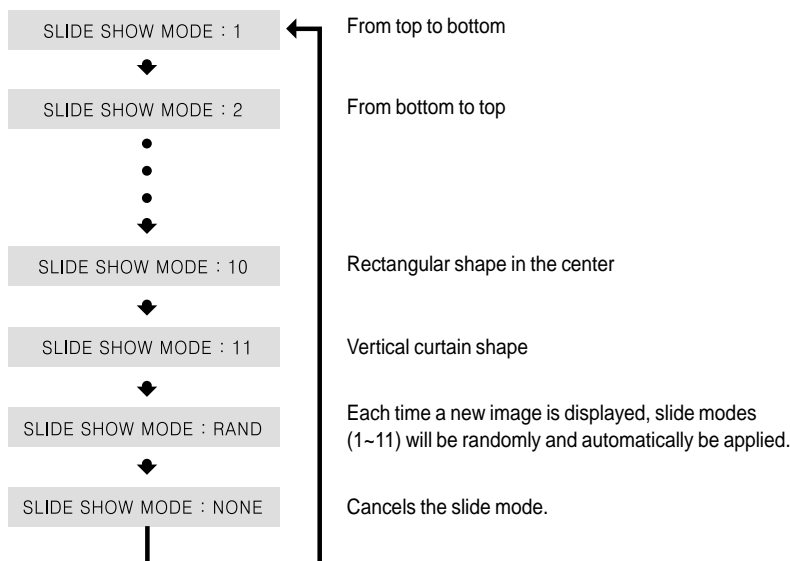 SLIDE SHOW MODE : 1
From top to bottom
SLIDE SHOW MODE : 2
From bottom to top
SLIDE SHOW MODE : 10
Rectangular shape in the center
SLIDE SHOW MODE : 11
Vertical curtain shape
SLIDE SHOW MODE : RAND
Each time a new image is displayed, slide modes
(1~11) will be randomly and automatically be applied.
SLIDE SHOW MODE : NONE
Cancels the slide mode.